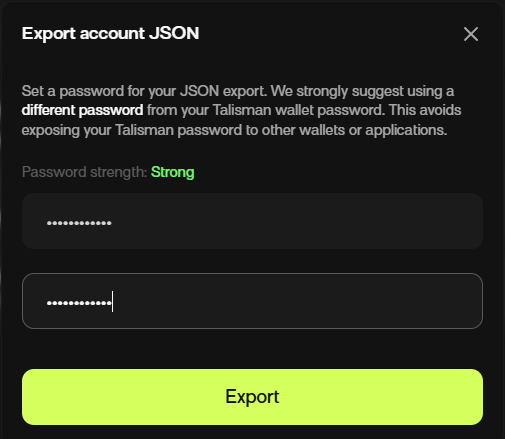 Export account JSON
Set a password for your JSON export. We strongly suggest using a
different password from your Talisman wallet password. This avoids
exposing your Talisman password to other wallets or applications.
Password strength: Strong
••••••••••••
••••••••••••
Export